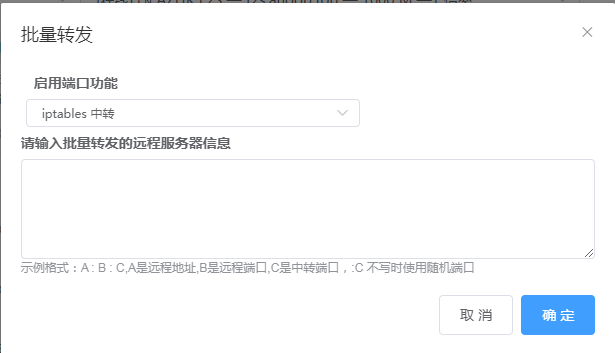 批量转发
启用端口功能
iptables 中转
请输入批量转发的远程服务器信息
示例格式：A : B : C,A是远程地址,B是远程端口,C是中转端口，:C 不写时使用随机端口
取 消
确 定